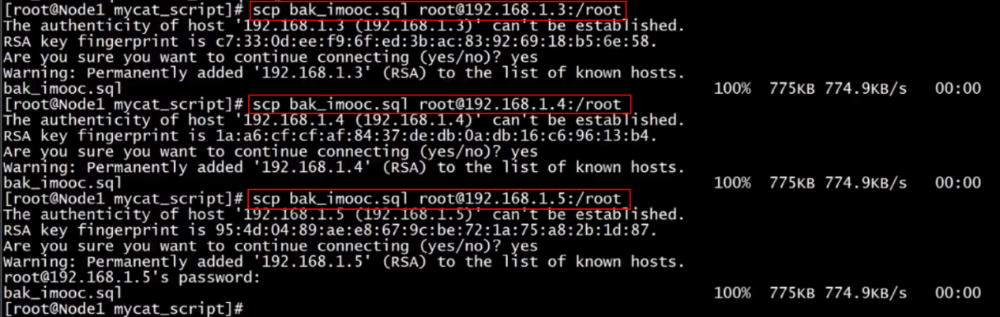 [root@Node1 mycat_script]# scp bak_imooc.sql root@192.168.1.3:/root
The authenticity of host '192.168.1.3 (192.168.1.3)' can't be established.
RSA key fingerprint is c7:33:0d:ee:f9:6f:ed:3b:ac:83:92:69:18:b5:6e:58.
Are you sure you want to continue connecting (yes/no)? yes
Warning: Permanently added '192.168.1.3' (RSA) to the list of known hosts.
bak_imooc.sql 100% 775KB 774.9KB/s 00:00
[root@Node1 mycat_script]# scp bak_imooc.sql root@192.168.1.4:/root
The authenticity of host '192.168.1.4 (192.168.1.4)' can't be established.
RSA key fingerprint is 1a:a6:cf:cf:af:84:37:de:db:0a:db:16:c6:96:13:b4.
Are you sure you want to continue connecting (yes/no)? yes
Warning: Permanently added '192.168.1.4' (RSA) to the list of known hosts.
bak_imooc.sql 100% 775KB 774.9KB/s 00:00
[root@Node1 mycat_script]# scp bak_imooc.sql root@192.168.1.5:/root
The authenticity of host '192.168.1.5 (192.168.1.5)' can't be established.
RSA key fingerprint is 95:4d:04:89:ae:e8:67:9c:be:72:1a:75:a8:2b:1d:87.
Are you sure you want to continue connecting (yes/no)? yes
Warning: Permanently added '192.168.1.5' (RSA) to the list of known hosts.
root@192.168.1.5's password:
bak_imooc.sql 100% 775KB 774.9KB/s 00:00
[root@Node1 mycat_script]#